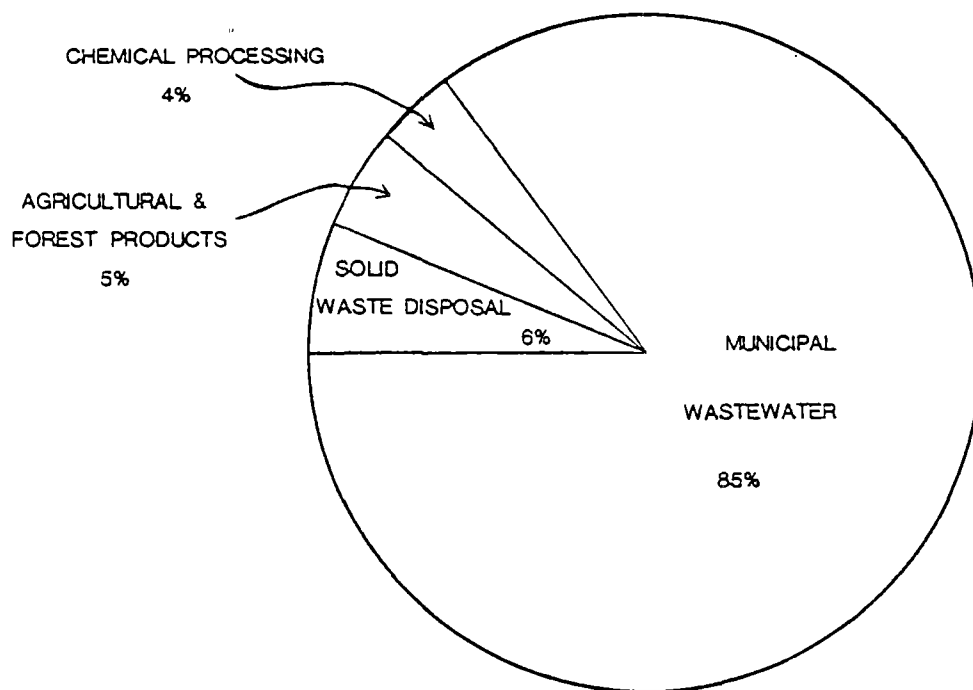 CHEMICAL PROCESSING
4%
AGRICULTURAL &
FOREST PRODUCTS
5%
SOLID
WASTE DISPOSAL
6%
MUNICIPAL
WASTEWATER
85%